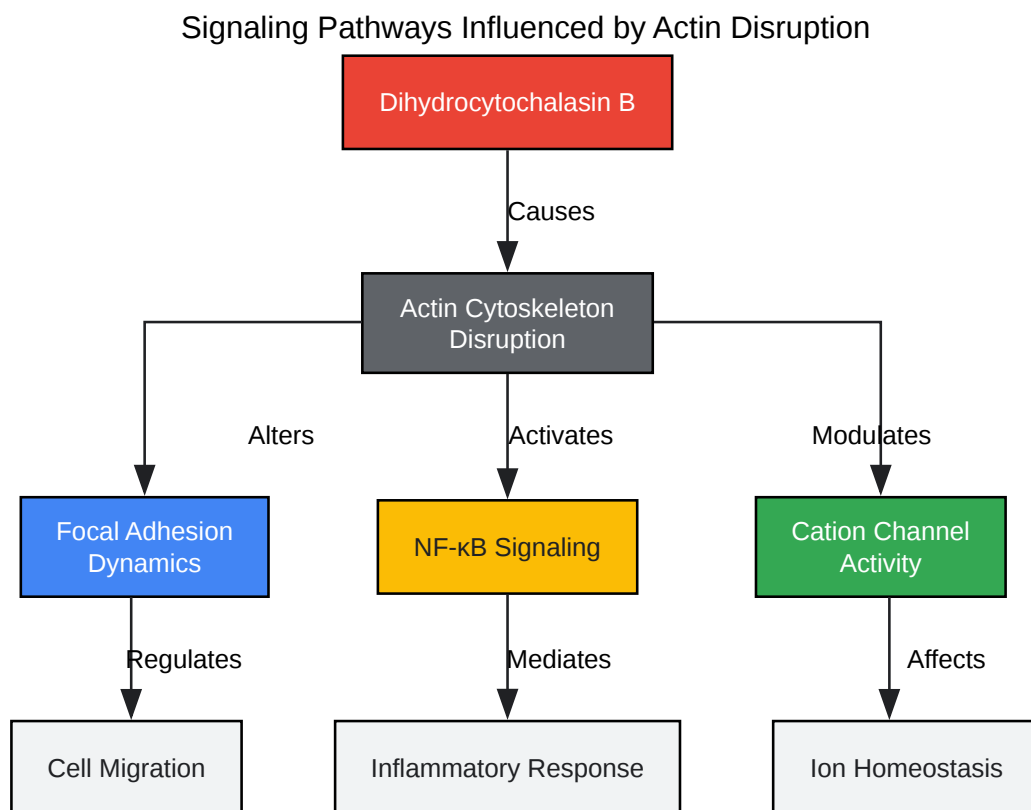 Signaling Pathways Influenced by Actin Disruption
Dihydrocytochalasin B
Causes
Actin Cytoskeleton
Disruption
Alters
Activates
Modulates
Focal Adhesion
Dynamics
NF-κB Signaling
Cation Channel
Activity
Regulates
Mediates
Affects
Cell Migration
Inflammatory Response
Ion Homeostasis